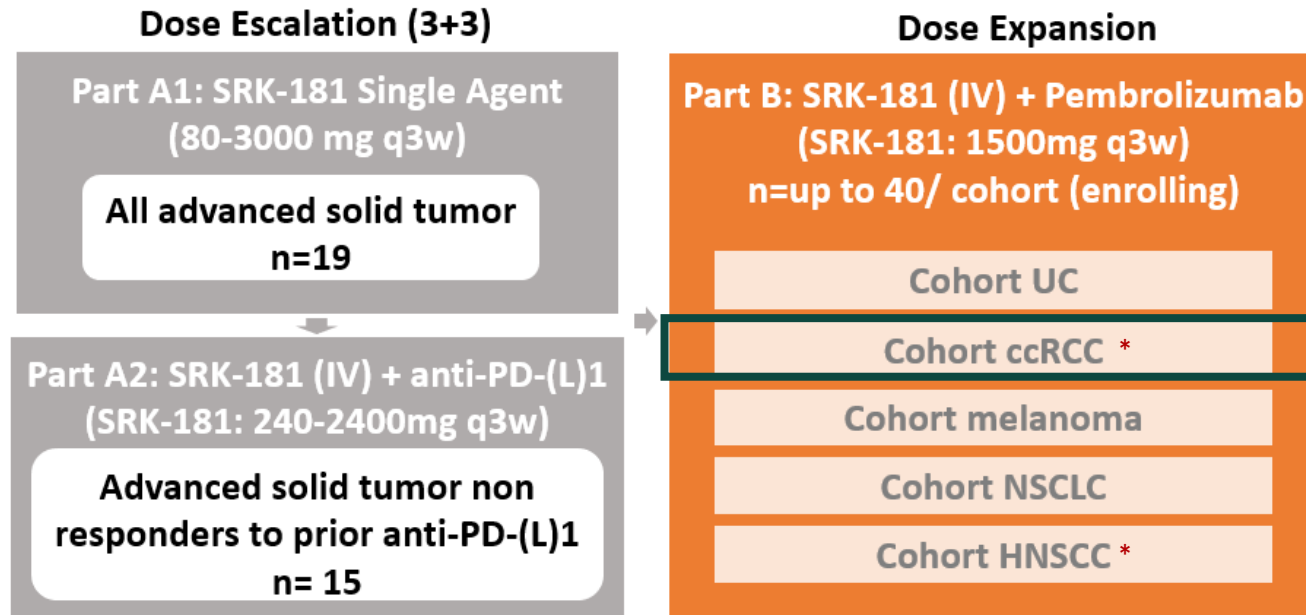 Dose Escalation (3+3)
Part A1: SRK-181 Single Agent
(80-3000 mg q3w)
All advanced solid tumor
n=19
Part A2: SRK-181 (IV) + anti-PD-(L)1
(SRK-181: 240-2400mg q3w)
Advanced solid tumor non
responders to prior anti-PD-(L)1
n= 15
Dose Expansion
Part B: SRK-181 (IV) + Pembrolizumab
(SRK-181: 1500mg q3w)
n=up to 40/ cohort (enrolling)
Cohort UC
Cohort ccRCC *
Cohort melanoma
Cohort NSCLC
Cohort HNSCC *